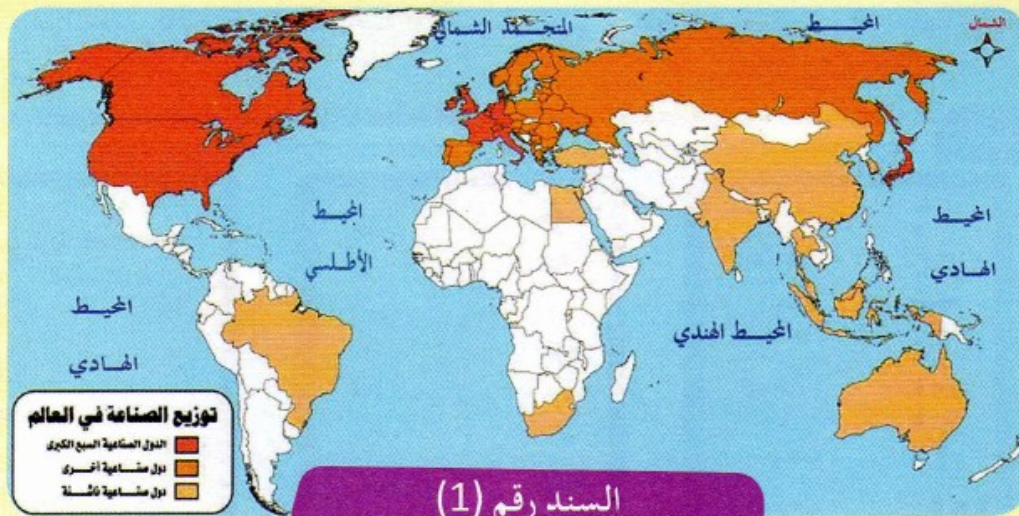 المحيط
المنجمد الشمالي
الشمال
المحيط
الأطلسي
المحيط
الهادي
المحيط
الهادي
المحيط الهندي
توزيع الصناعة في العالم
الدول الصناعية السبع الكبرى
دول صناعية أخرى
دول صناعية ناشئة
السند رقم (1)